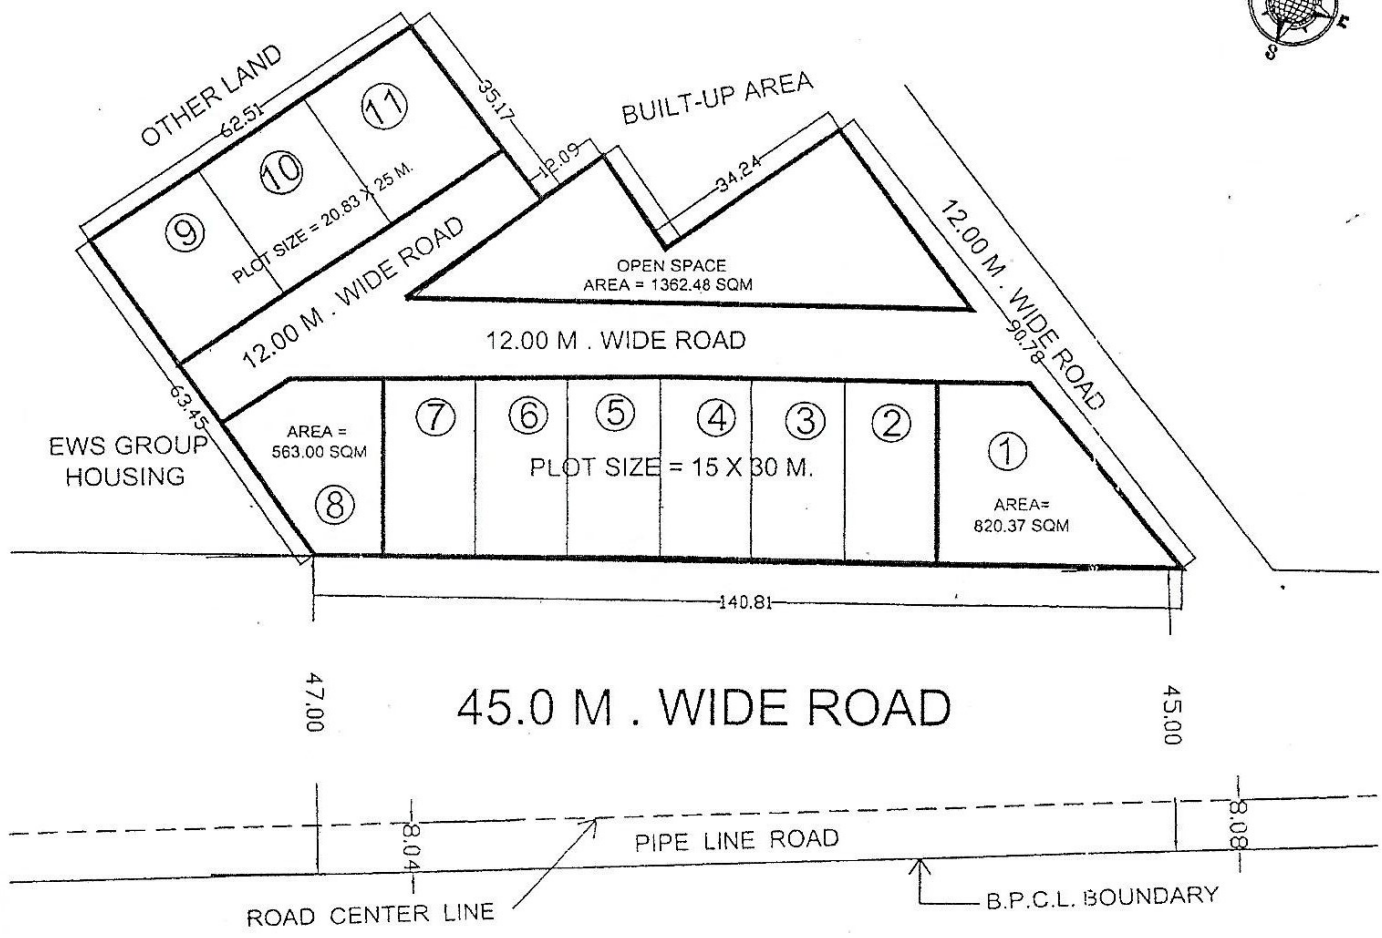 S
E
OTHER LAND
62.51
35.17
BUILT-UP AREA
12.09
34.24
11
10
9
PLOT SIZE = 20.83 X 25 M.
12.00 M . WIDE ROAD
OPEN SPACE
AREA = 1362.48 SQM
12.00 M . WIDE ROAD
90.78
12.00 M . WIDE ROAD
63.45
EWS GROUP
HOUSING
AREA =
563.00 SQM
8
7
6
5
4
3
2
1
PLOT SIZE = 15 X 30 M.
AREA=
820.37 SQM
140.81
47.00
45.0 M . WIDE ROAD
45.00
8.04
PIPE LINE ROAD
8.08
ROAD CENTER LINE
B.P.C.L. BOUNDARY